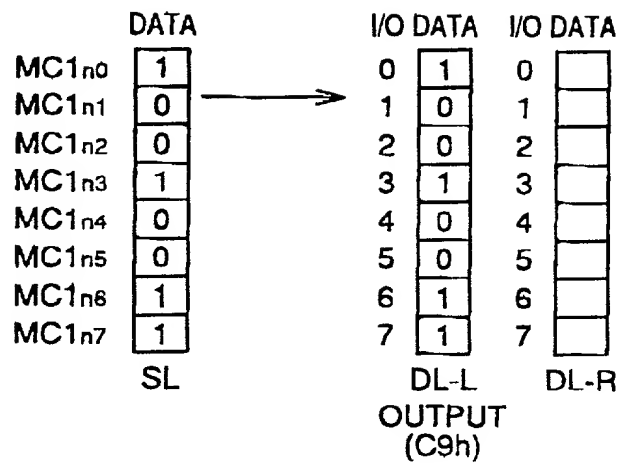 DATA I/O DATA I/O DATA
MC1n0 1 0 1 0
MC1n1 0 1 0 1
MC1n2 0 2 0 2
MC1n3 1 3 1 3
MC1n4 0 4 0 4
MC1n5 0 5 0 5
MC1n6 1 6 1 6
MC1n7 1 7 1 7
SL DL-L DL-R
OUTPUT
(C9h)